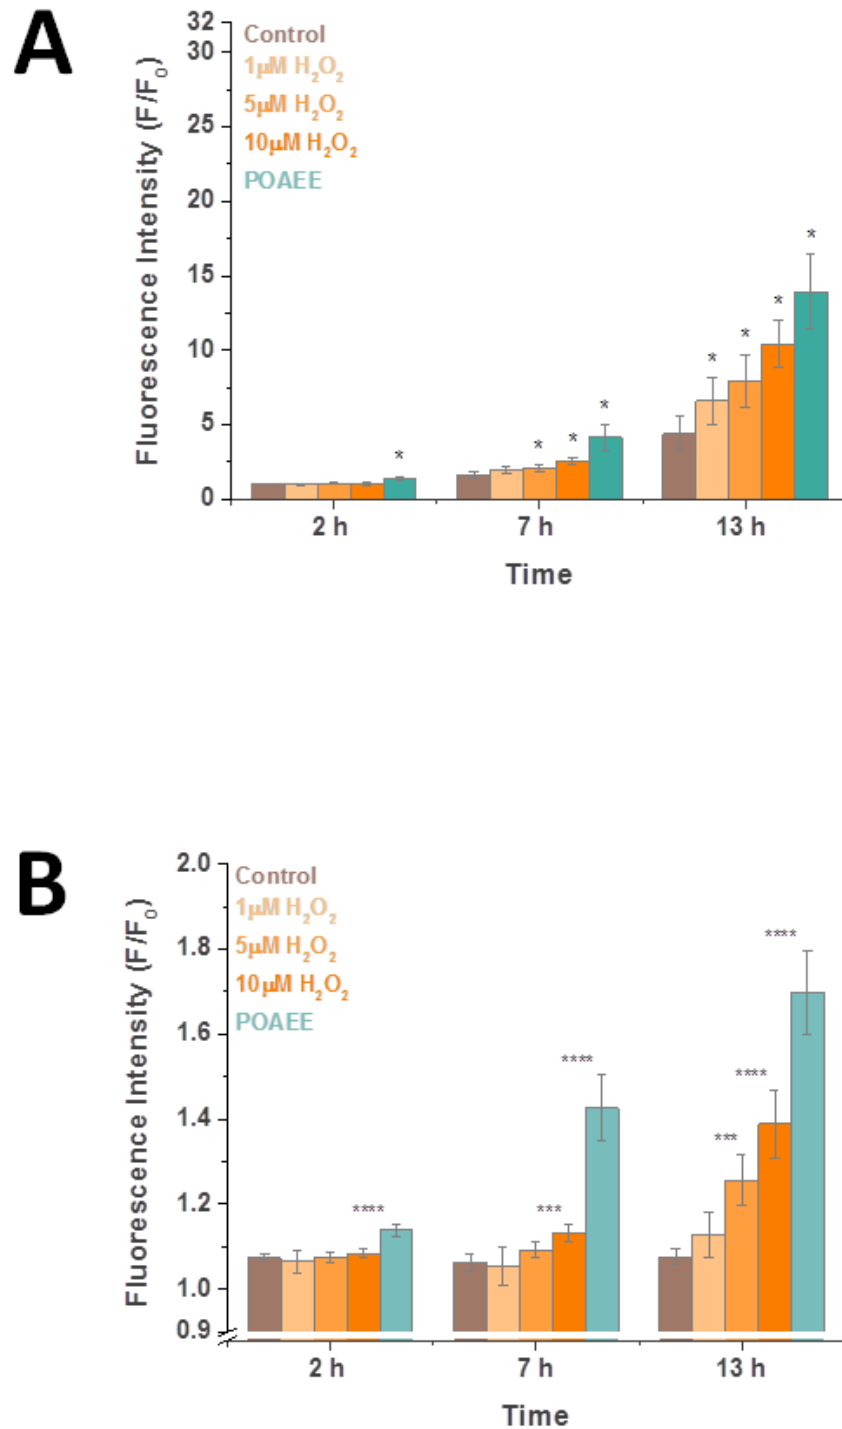 A
Fluorescence Intensity (F/F₀)
32
30
25
20
15
10
5
0
Control
1µM H₂O₂
5µM H₂O₂
10µM H₂O₂
POAEE
*
*
*
*
*
*
*
*
2 h
7 h
13 h
Time
B
Fluorescence Intensity (F/F₀)
2.0
1.8
1.6
1.4
1.2
1.0
0.9
Control
1µM H₂O₂
5µM H₂O₂
10µM H₂O₂
POAEE
****
***
****
***
****
****
2 h
7 h
13 h
Time